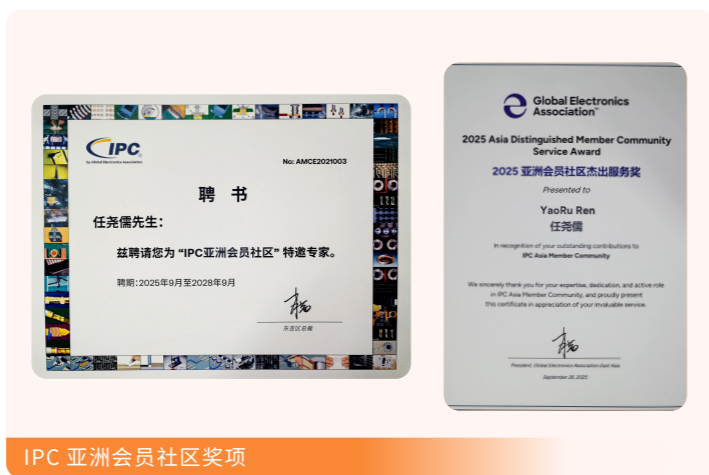 IPC
by Global Electronics Association
No: AMCE2021003
聘 书
任尧儒先生：
兹聘请您为“IPC亚洲会员社区”特邀专家。
聘期：2025年9月至2028年9月
东亚区总裁
Global Electronics
Association™
2025 Asia Distinguished Member Community
Service Award
2025 亚洲会员社区杰出服务奖
Presented to
YaoRu Ren
任尧儒
In recognition of your outstanding contributions to
IPC Asia Member Community
We sincerely thank you for your expertise, dedication, and active role
in IPC Asia Member Community, and proudly present
this certificate in appreciation of your invaluable service.
President, Global Electronics Association East Asia
September 26, 2025
IPC 亚洲会员社区奖项